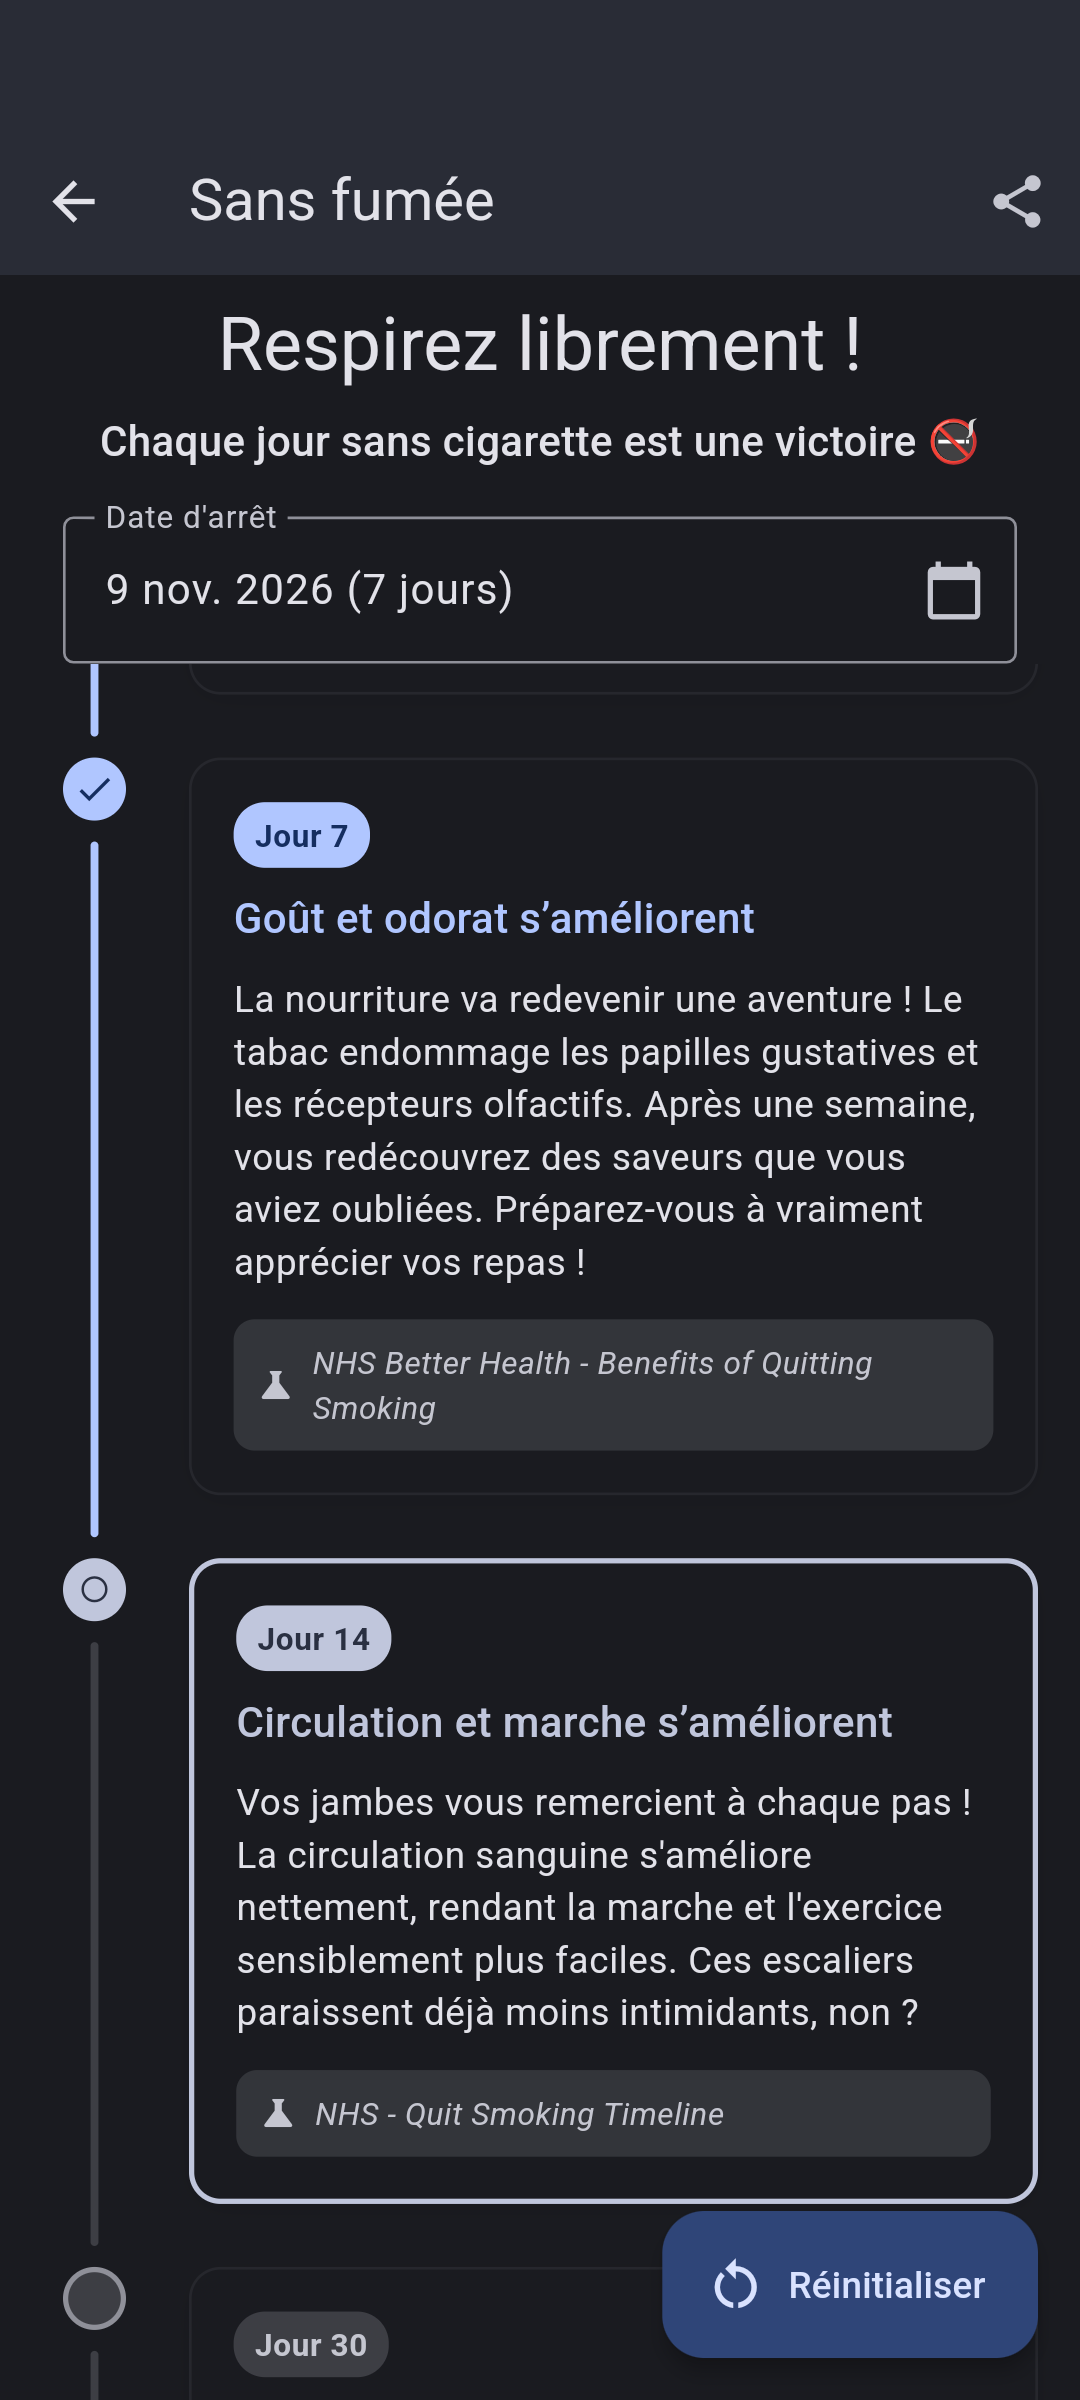 Sans fumée
Respirez librement !
Chaque jour sans cigarette est une victoire 🚭
Date d'arrêt
9 nov. 2026 (7 jours)
Jour 7
Goût et odorat s’améliorent
La nourriture va redevenir une aventure ! Le
tabac endommage les papilles gustatives et
les récepteurs olfactifs. Après une semaine,
vous redécouvrez des saveurs que vous
aviez oubliées. Préparez-vous à vraiment
apprécier vos repas !
NHS Better Health - Benefits of Quitting
Smoking
Jour 14
Circulation et marche s’améliorent
Vos jambes vous remercient à chaque pas !
La circulation sanguine s'améliore
nettement, rendant la marche et l'exercice
sensiblement plus faciles. Ces escaliers
paraissent déjà moins intimidants, non ?
NHS - Quit Smoking Timeline
Réinitialiser
Jour 30